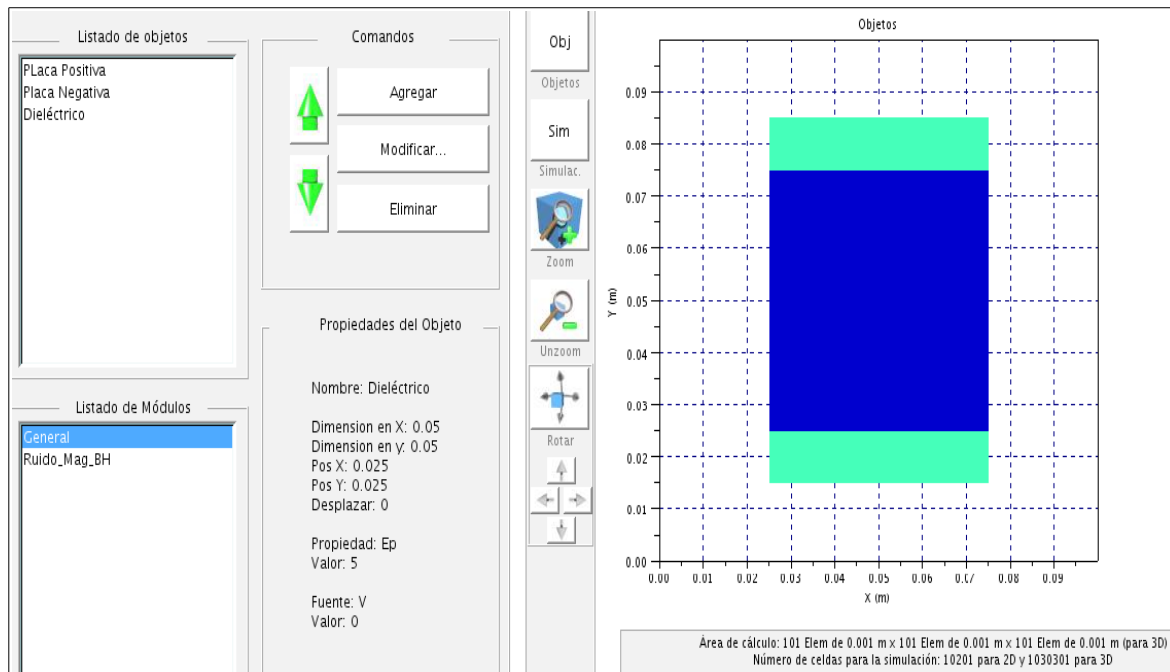 Listado de objetos
PLaca Positiva
Placa Negativa
Dieléctrico
Comandos
Agregar
Modificar...
Eliminar
Listado de Módulos
General
Ruido_Mag_BH
Propiedades del Objeto
Nombre: Dieléctrico
Dimension en X: 0.05
Dimension en y: 0.05
Pos X: 0.025
Pos Y: 0.025
Desplazar: 0
Propiedad: Ep
Valor: 5
Fuente: V
Valor: 0
Obj
Objetos
Sim
Simulac.
Zoom
Unzoom
Rotar
Objetos
0.09
0.08
0.07
0.06
0.05
0.04
0.03
0.02
0.01
0.00
Y (m)
0.00 0.01 0.02 0.03 0.04 0.05 0.06 0.07 0.08 0.09
X (m)
Área de cálculo: 101 Elem de 0.001 m x 101 Elem de 0.001 m x 101 Elem de 0.001 m (para 3D)
Número de celdas para la simulación: 10201 para 2D y 1030301 para 3D